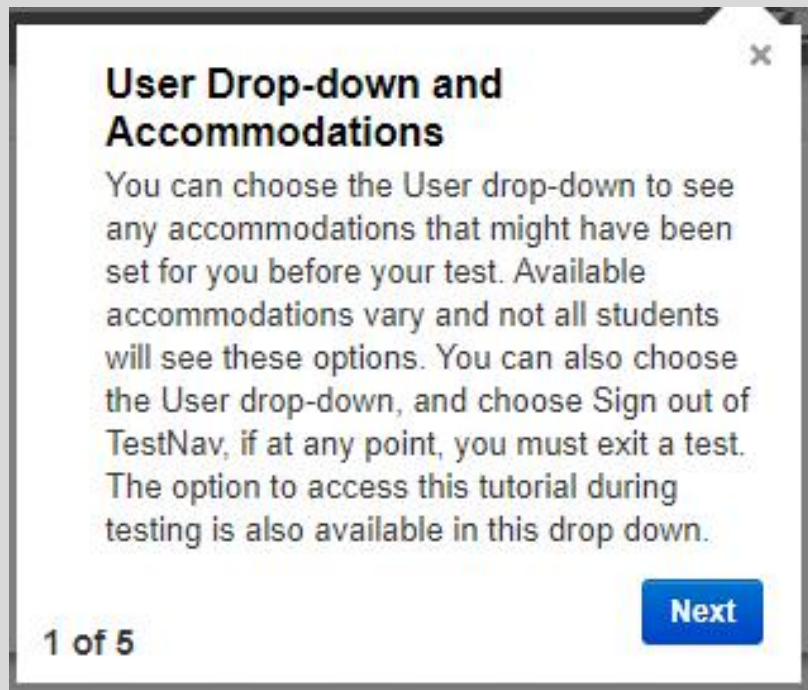 User Drop-down and
Accommodations
You can choose the User drop-down to see
any accommodations that might have been
set for you before your test. Available
accommodations vary and not all students
will see these options. You can also choose
the User drop-down, and choose Sign out of
TestNav, if at any point, you must exit a test.
The option to access this tutorial during
testing is also available in this drop down.
Next
1 of 5